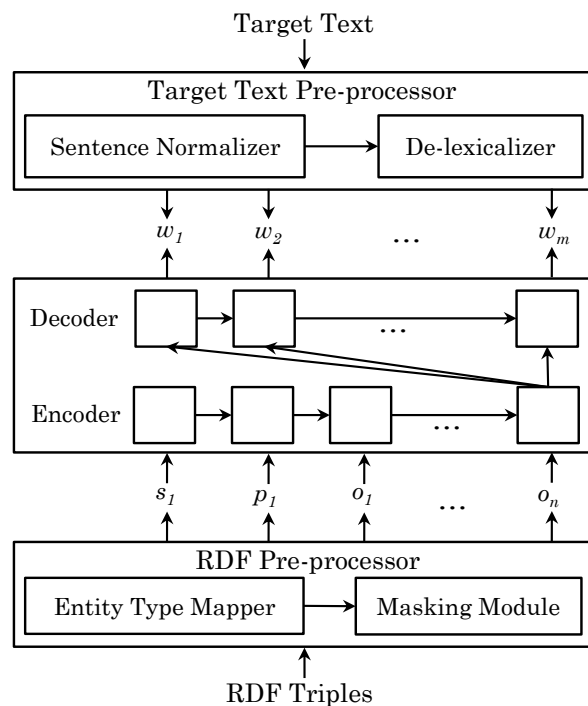 Target Text
Target Text Pre-processor
Sentence Normalizer De-lexicalizer
w1 w2 ... wm
Decoder
...
Encoder
...
s1 p1 o1 ... on
RDF Pre-processor
Entity Type Mapper Masking Module
RDF Triples